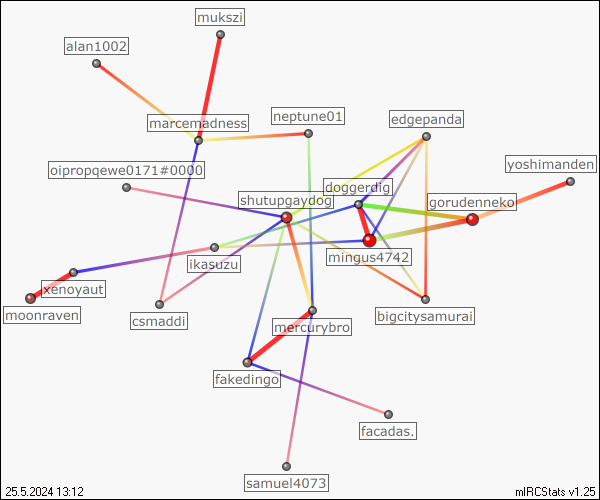 mukszi
alan1002
neptune01
edgepanda
marcemadness
yoshimanden
oipropqewe0171#0000
doggerdig
shutupgaydog
gorudenneko
ikasuzu
mingus4742
xenoyaut
moonraven
csmaddi
mercurybro
bigcitysamurai
fakedingo
facadas.
samuel4073
25.5.2024 13:12
mIRCStats v1.25